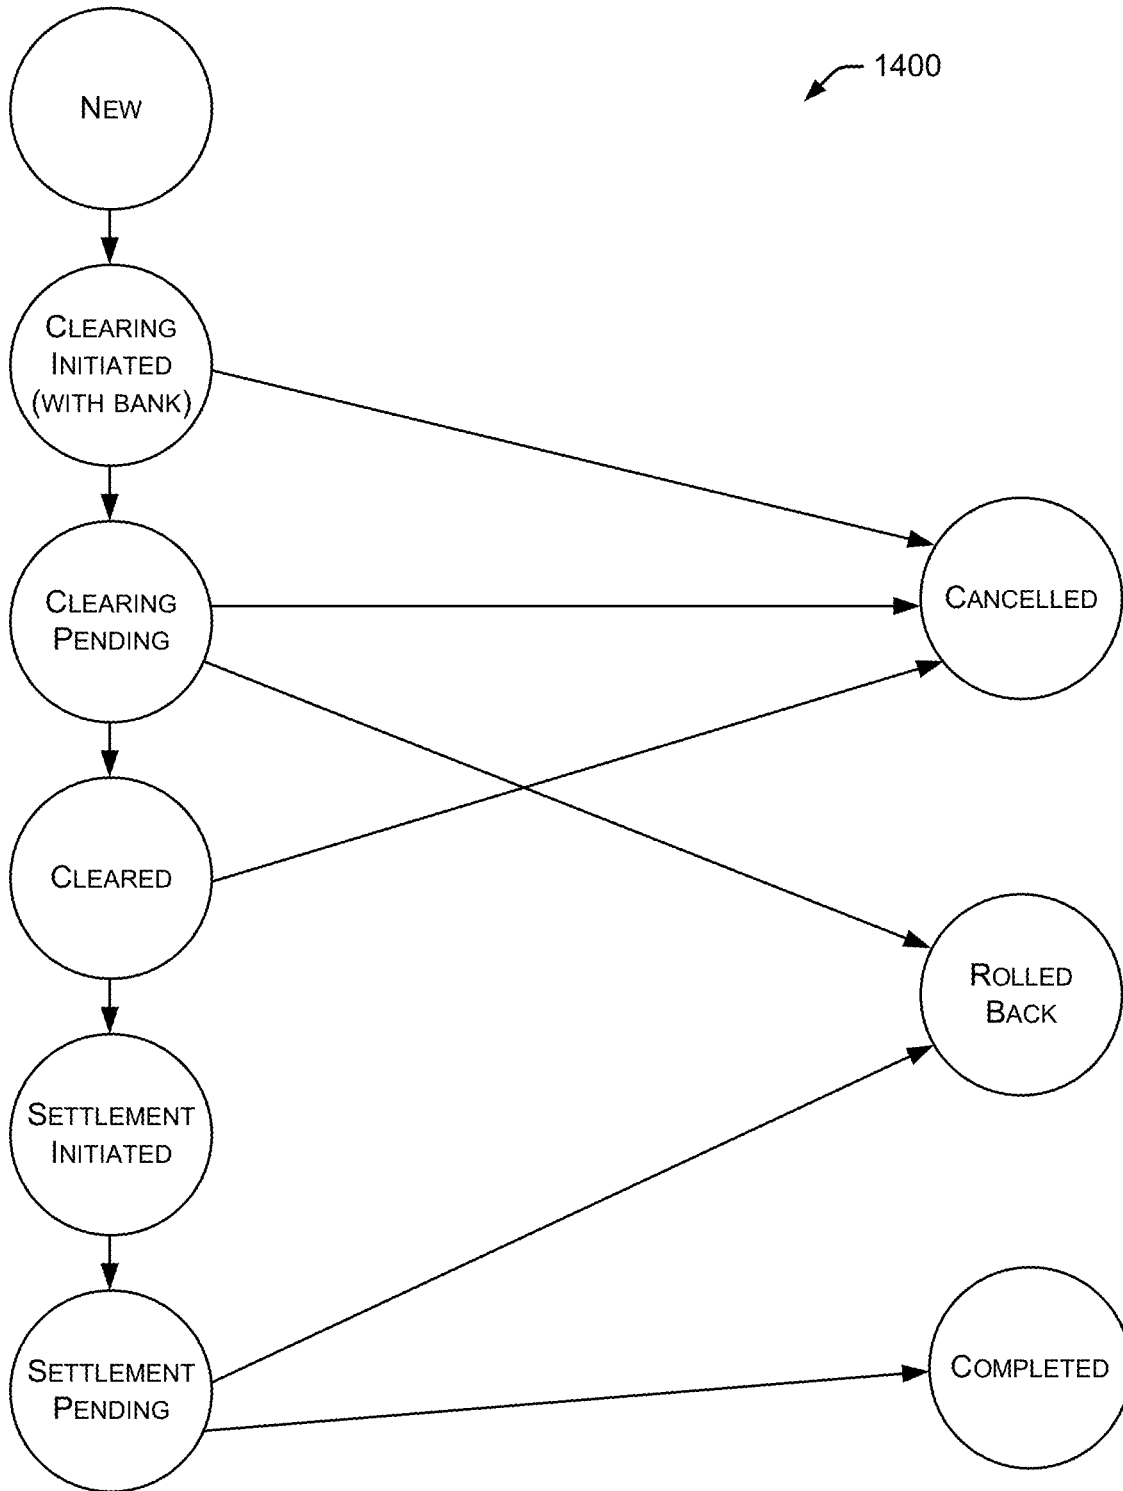 NEW
1400
CLEARING
INITIATED
(WITH BANK)
CLEARING
PENDING
CANCELLED
CLEARED
ROLLED
BACK
SETTLEMENT
INITIATED
SETTLEMENT
PENDING
COMPLETED